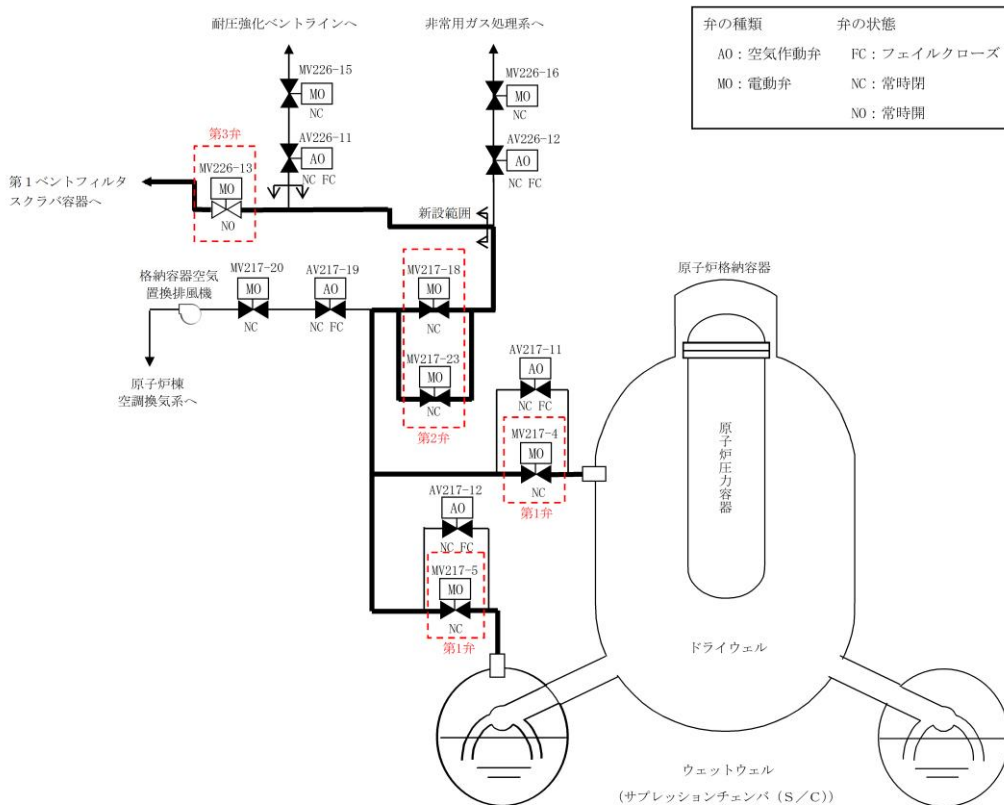 耐圧強化ベントラインへ
非常用ガス処理系へ
弁の種類 弁の状態
AO：空気作動弁 FC：フェイルクローズ
MO：電動弁 NC：常時閉
NO：常時開
MV226-15
MO
NC
MV226-16
MO
NC
AV226-11
AO
NC FC
AV226-12
AO
NC FC
第3弁
MV226-13
MO
NO
第１ベントフィルタ
スクラバ容器へ
新設範囲
格納容器空気
置換排風機
MV217-20
MO
NC
AV217-19
AO
NC FC
MV217-18
MO
NC
原子炉格納容器
原子炉棟
空調換気系へ
MV217-23
MO
NC
第2弁
AV217-11
AO
NC FC
MV217-4
MO
NC
第1弁
原子炉圧力容器
AV217-12
AO
NC FC
MV217-5
MO
NC
第1弁
ドライウェル
ウェットウェル
（サプレッションチェンバ（Ｓ／Ｃ））